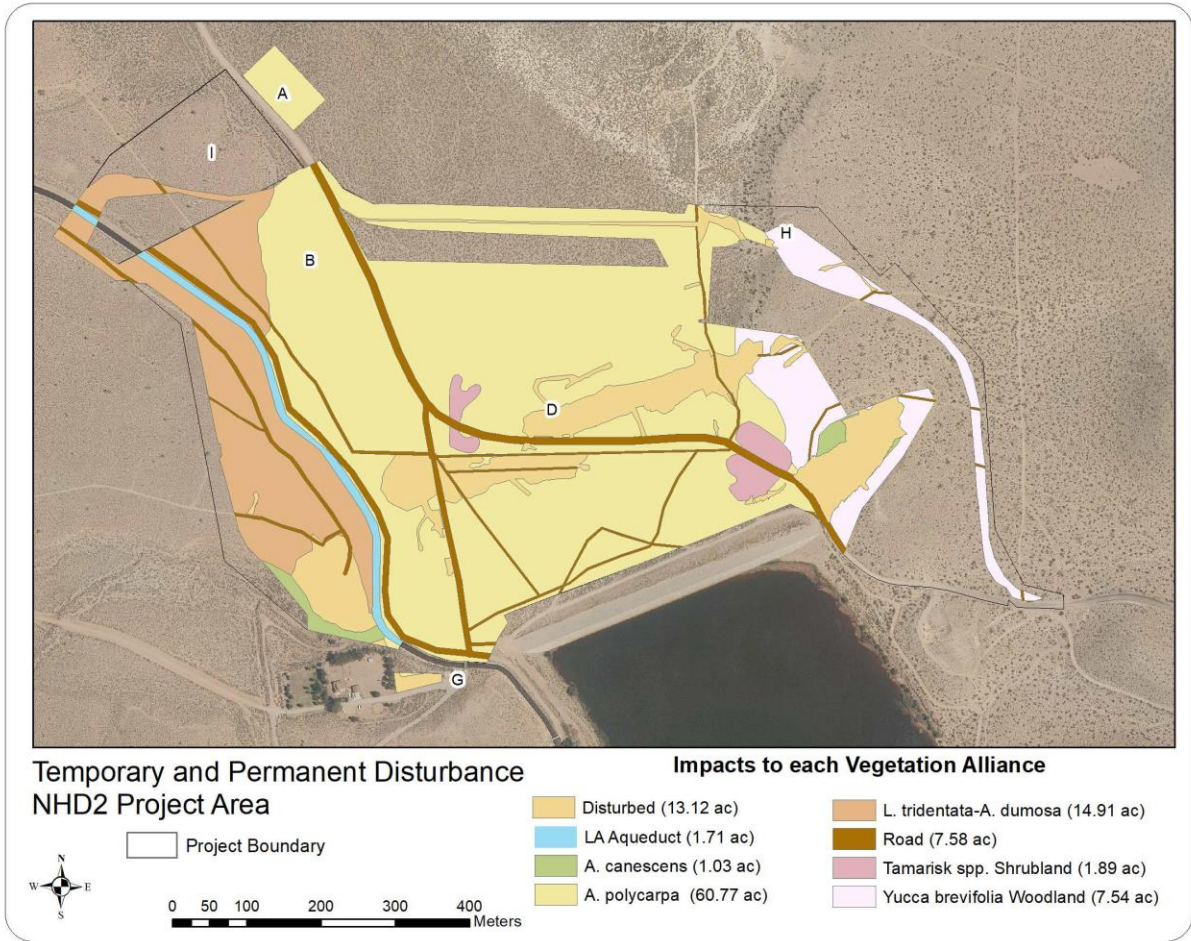 A
I
B
H
D
G
Temporary and Permanent Disturbance
NHD2 Project Area
Project Boundary
N
W E
S
0 50 100 200 300 400
Meters
Impacts to each Vegetation Alliance
Disturbed (13.12 ac)
LA Aqueduct (1.71 ac)
A. canescens (1.03 ac)
A. polycarpa (60.77 ac)
L. tridentata-A. dumosa (14.91 ac)
Road (7.58 ac)
Tamarisk spp. Shrubland (1.89 ac)
Yucca brevifolia Woodland (7.54 ac)